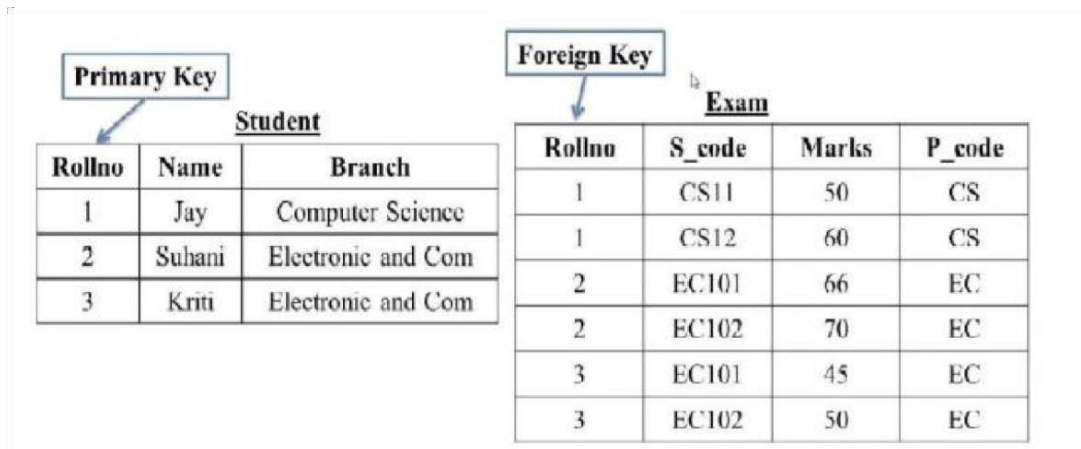 Primary Key
Student
Rollno Name Branch
1 Jay Computer Science
2 Suhani Electronic and Com
3 Kriti Electronic and Com
Foreign Key
Exam
Rollno S_code Marks P_code
1 CS11 50 CS
1 CS12 60 CS
2 EC101 66 EC
2 EC102 70 EC
3 EC101 45 EC
3 EC102 50 EC